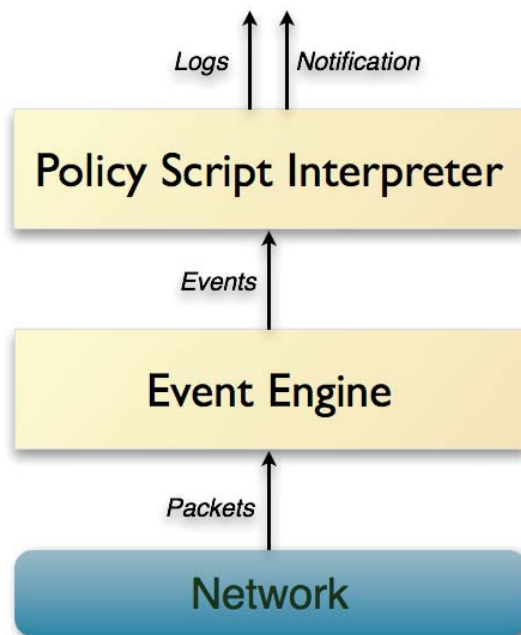 Logs Notification
Policy Script Interpreter
Events
Event Engine
Packets
Network